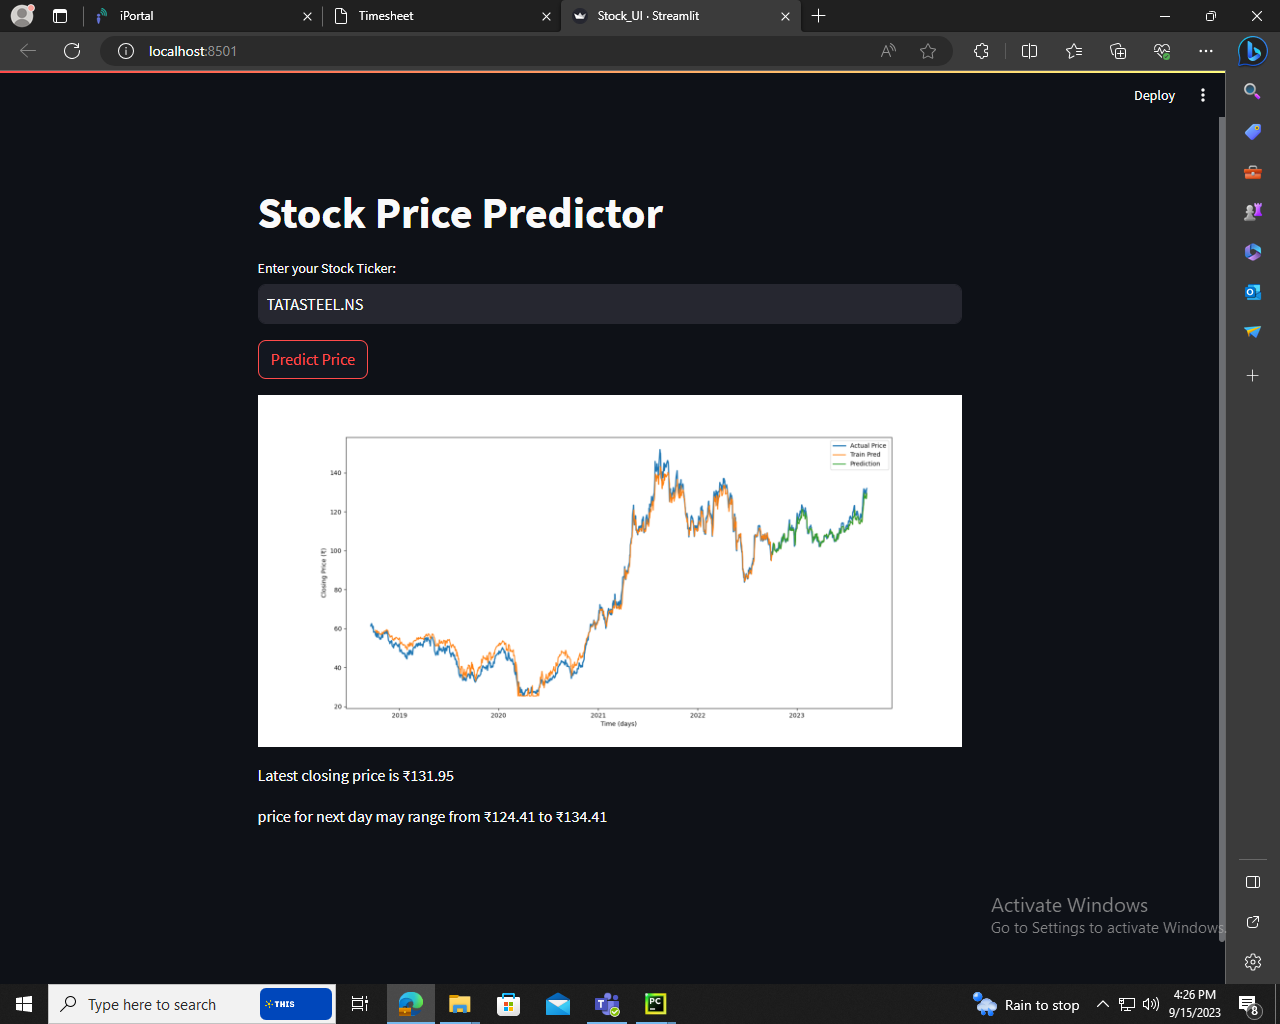 iPortal
Timesheet
Stock_UI · Streamlit
localhost:8501
Deploy
Stock Price Predictor
Enter your Stock Ticker:
TATASTEEL.NS
Predict Price
Actual Price
Train Pred
Prediction
140
120
100
80
60
40
20
Closing Price (₹)
2019
2020
2021
2022
2023
Time (days)
Latest closing price is ₹131.95
price for next day may range from ₹124.41 to ₹134.41
Activate Windows
Go to Settings to activate Windows.
Type here to search
THIS
PC
Rain to stop
4:26 PM
9/15/2023
8